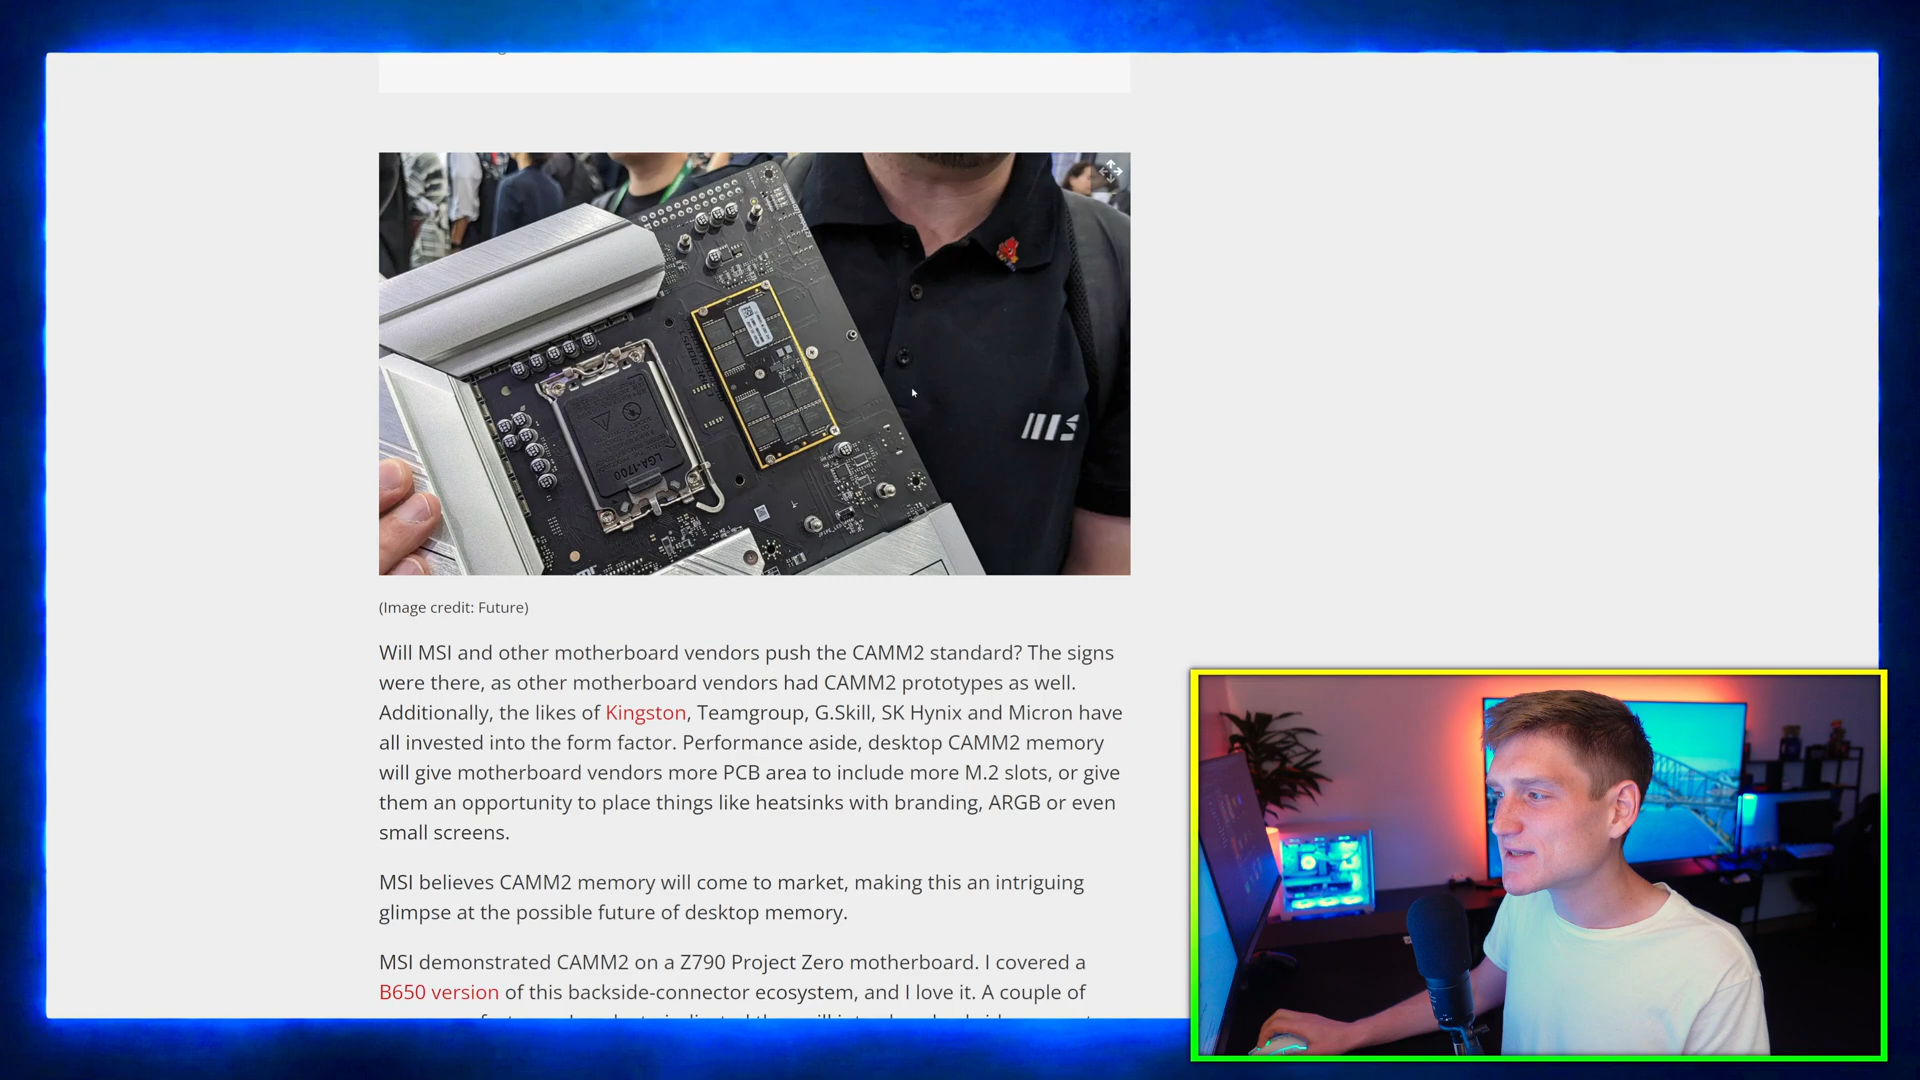 LGA-1700
(Image credit: Future)
Will MSI and other motherboard vendors push the CAMM2 standard? The signs
were there, as other motherboard vendors had CAMM2 prototypes as well.
Additionally, the likes of Kingston, Teamgroup, G.Skill, SK Hynix and Micron have
all invested into the form factor. Performance aside, desktop CAMM2 memory
will give motherboard vendors more PCB area to include more M.2 slots, or give
them an opportunity to place things like heatsinks with branding, ARGB or even
small screens.
MSI believes CAMM2 memory will come to market, making this an intriguing
glimpse at the possible future of desktop memory.
MSI demonstrated CAMM2 on a Z790 Project Zero motherboard. I covered a
B650 version of this backside-connector ecosystem, and I love it. A couple of